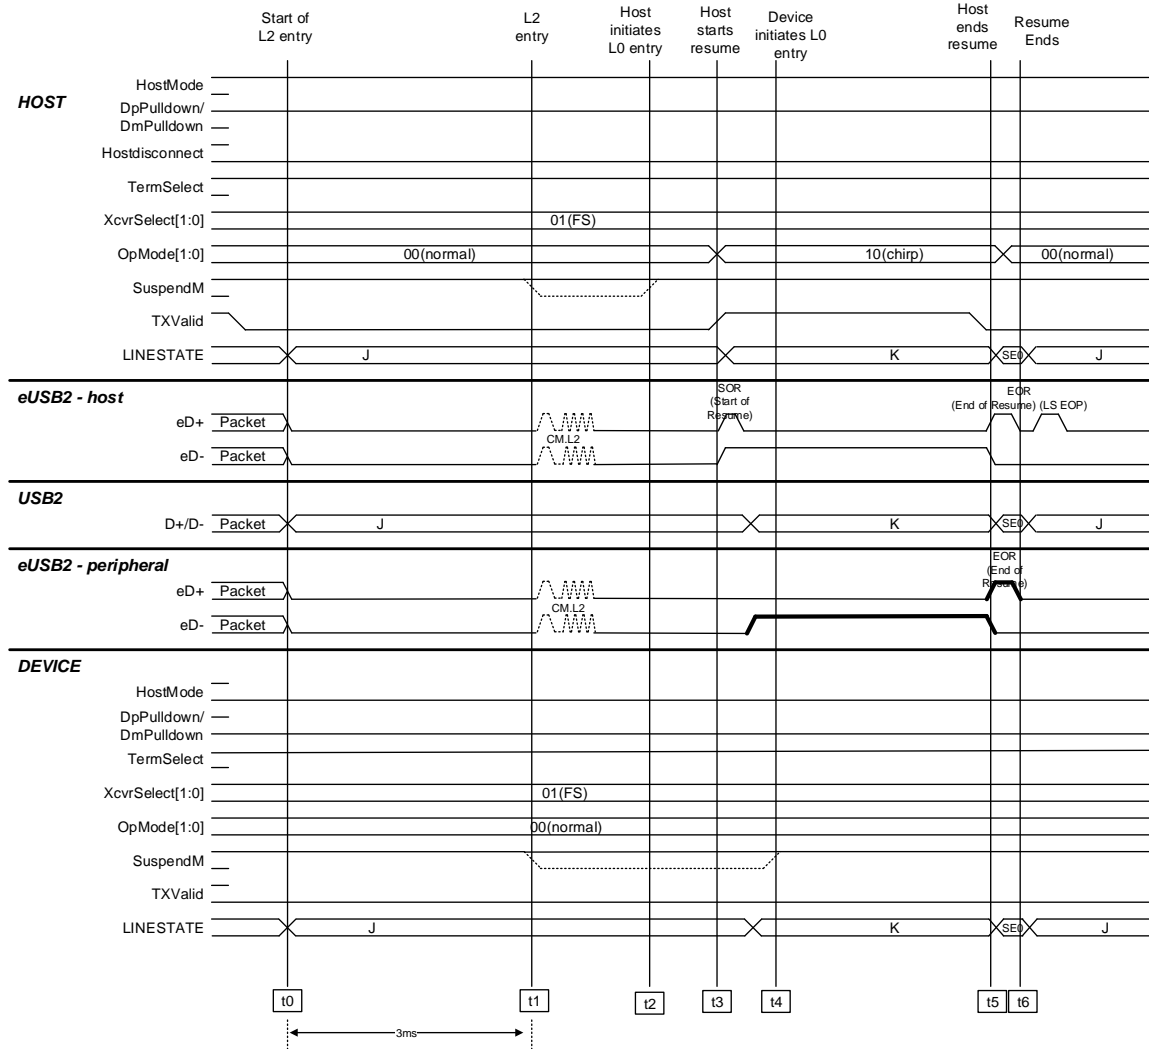 Start of
L2 entry
L2
entry
Host
initiates
L0 entry
Host
starts
resume
Device
initiates L0
entry
Host
ends
resume
Resume
Ends
HOST
HostMode
DpPulldown/
DmPulldown
Hostdisconnect
TermSelect
XcvrSelect[1:0]
01(FS)
OpMode[1:0]
00(normal)
10(chirp)
00(normal)
SuspendM
TXValid
LINESTATE
J
K
SE0
J
eUSB2 - host
SOR
(Start of
Resume)
EOR
(End of Resume) (LS EOP)
eD+
Packet
CM.L2
eD-
Packet
USB2
D+/D-
Packet
J
K
SE0
J
eUSB2 - peripheral
EOR
(End of
Resume)
eD+
Packet
CM.L2
eD-
Packet
DEVICE
HostMode
DpPulldown/
DmPulldown
TermSelect
XcvrSelect[1:0]
01(FS)
OpMode[1:0]
00(normal)
SuspendM
TXValid
LINESTATE
J
K
SE0
J
t0
t1
t2
t3
t4
t5
t6
3ms